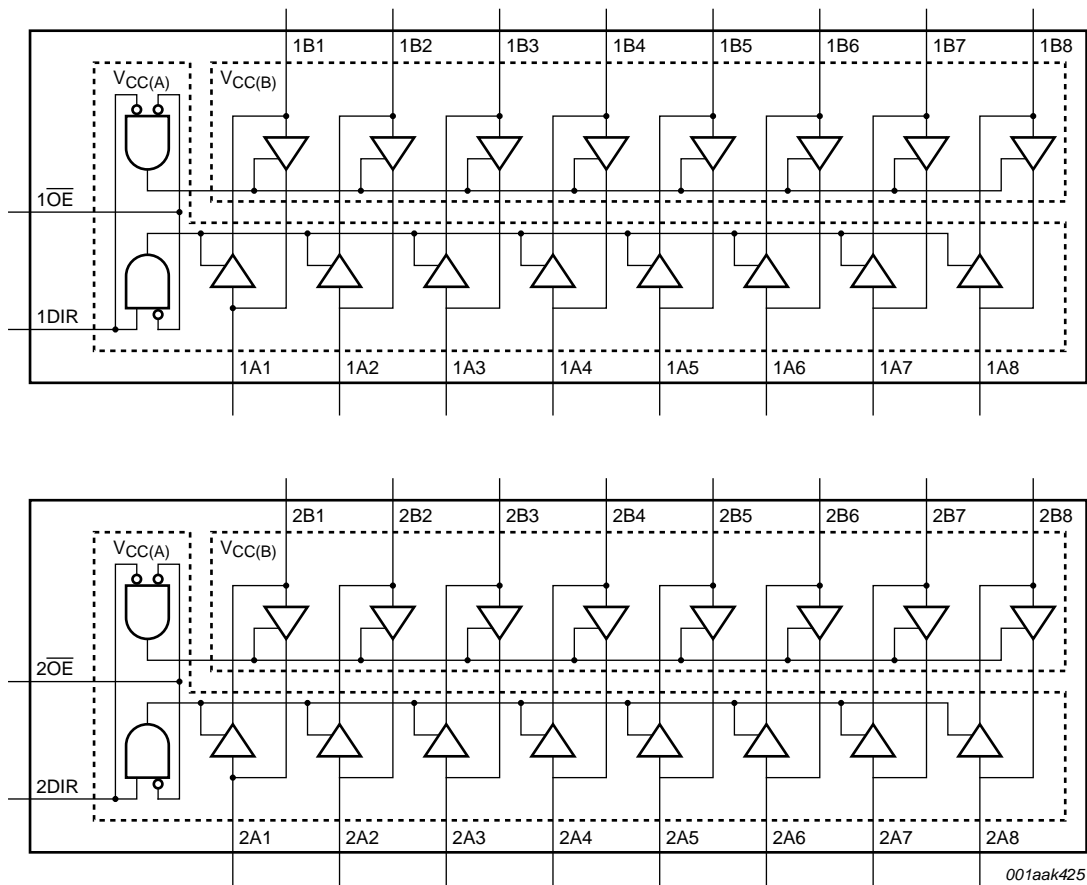 1B1 1B2 1B3 1B4 1B5 1B6 1B7 1B8
VCC(A) VCC(B)
1O̅E̅
1DIR
1A1 1A2 1A3 1A4 1A5 1A6 1A7 1A8
2B1 2B2 2B3 2B4 2B5 2B6 2B7 2B8
VCC(A) VCC(B)
2O̅E̅
2DIR
2A1 2A2 2A3 2A4 2A5 2A6 2A7 2A8
001aak425